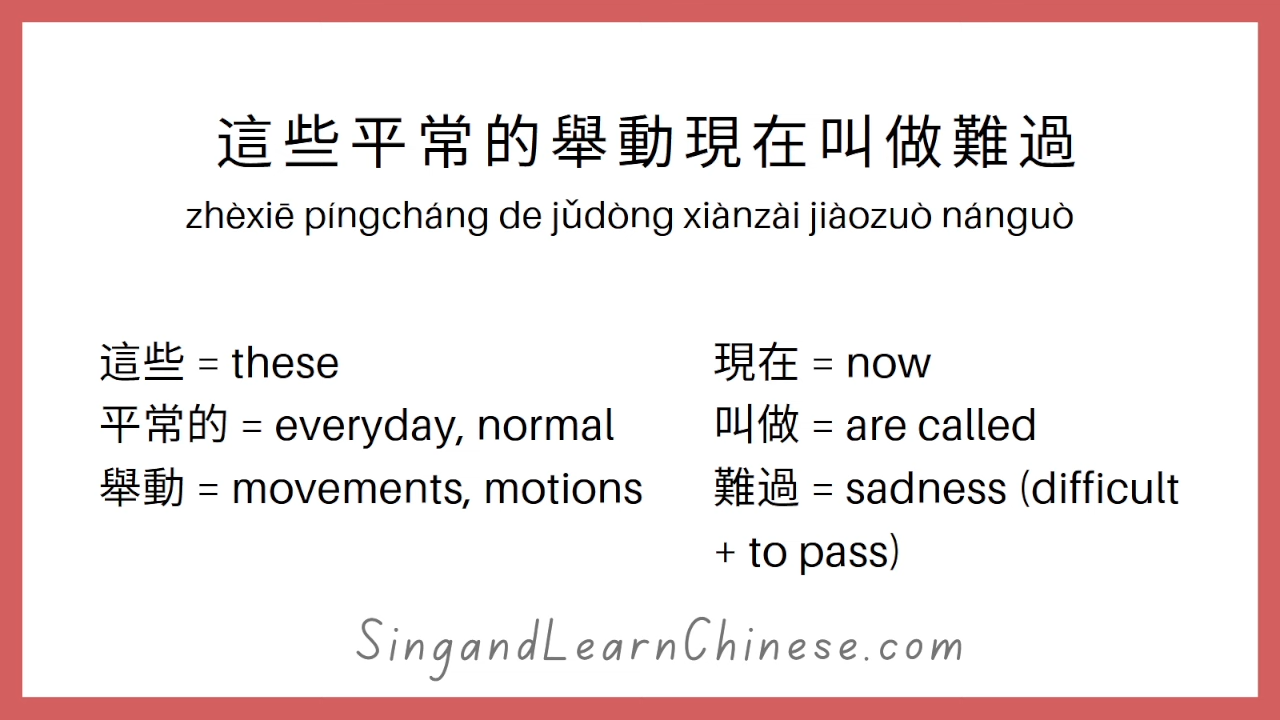 這些平常的舉動現在叫做難過
zhèxiē píngcháng de jǔdòng xiànzài jiàozuò nánguò
這些 = these
平常的 = everyday, normal
舉動 = movements, motions
現在 = now
叫做 = are called
難過 = sadness (difficult
+ to pass)
SingandLearnChinese.com